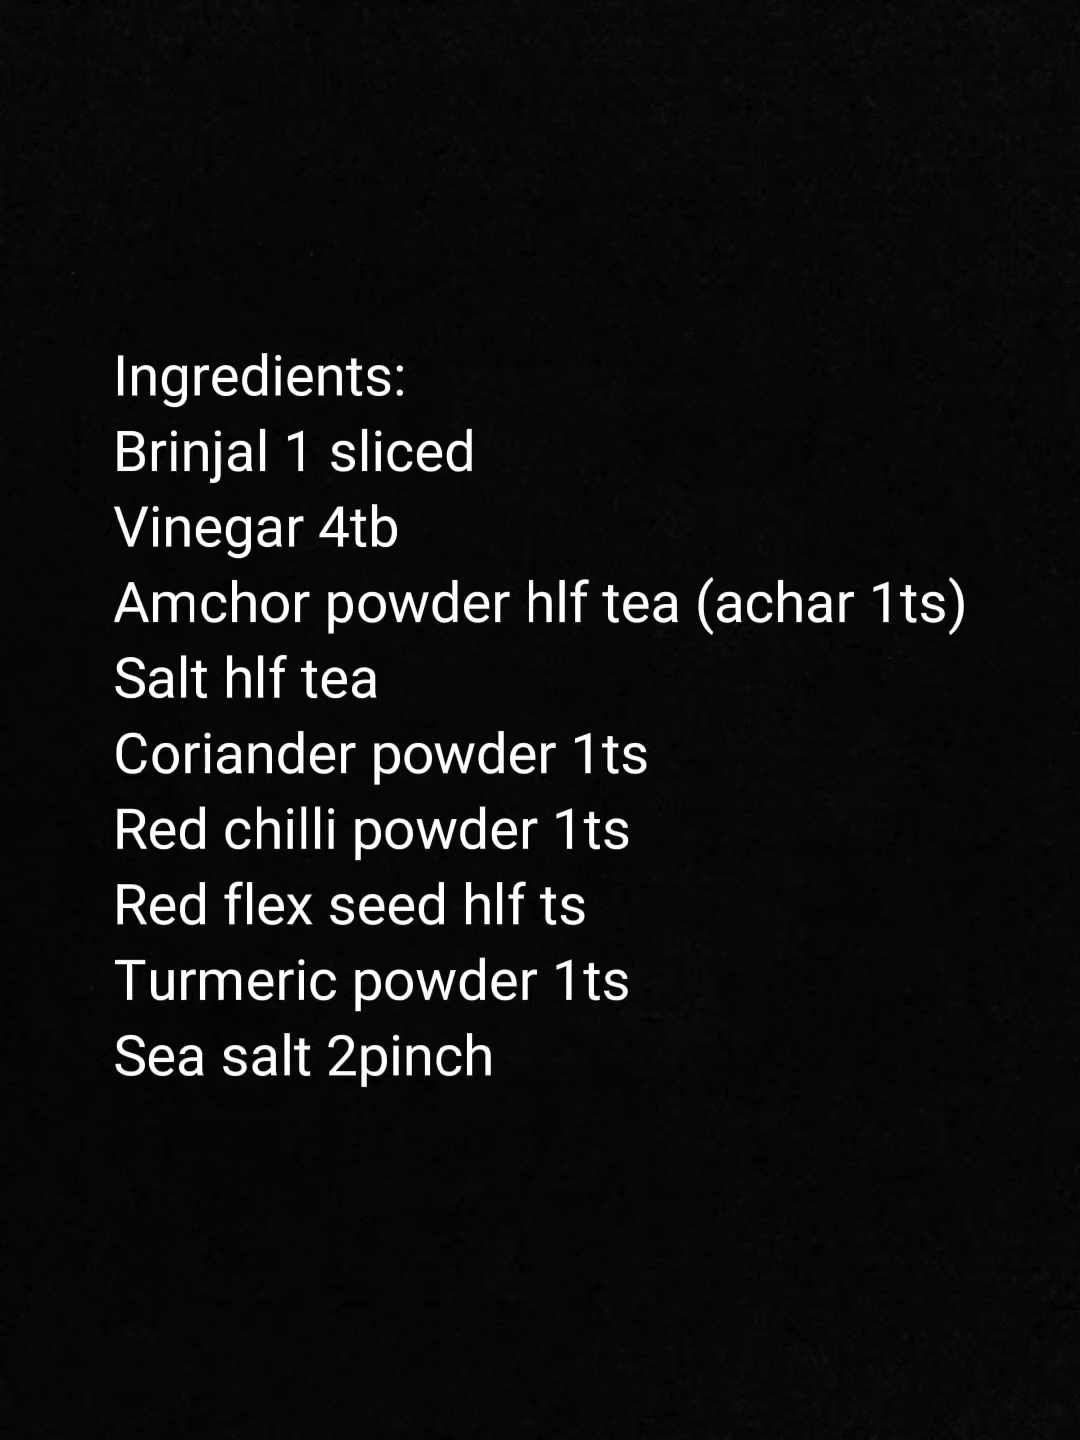 Ingredients:
Brinjal 1 sliced
Vinegar 4tb
Amchor powder hlf tea (achar 1ts)
Salt hlf tea
Coriander powder 1ts
Red chilli powder 1ts
Red flex seed hlf ts
Turmeric powder 1ts
Sea salt 2pinch